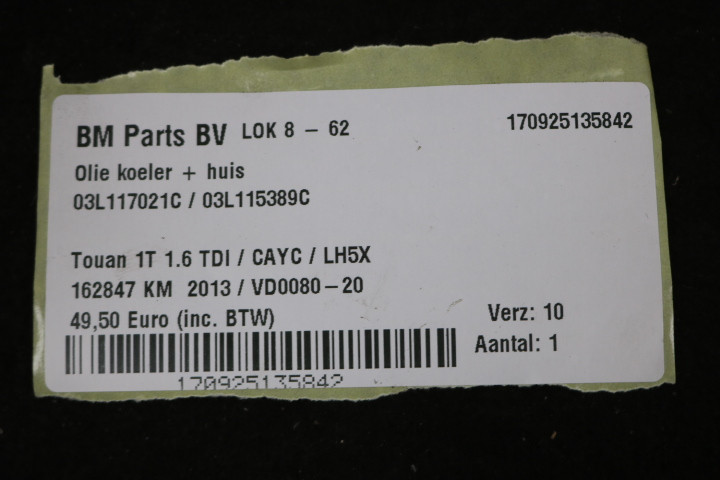 BM Parts BV LOK 8 – 62 170925135842
Olie koeler + huis
03L117021C / 03L115389C
Touan 1T 1.6 TDI / CAYC / LH5X
162847 KM 2013 / VD0080–20
49,50 Euro (inc. BTW) Verz: 10
Aantal: 1
170925135842